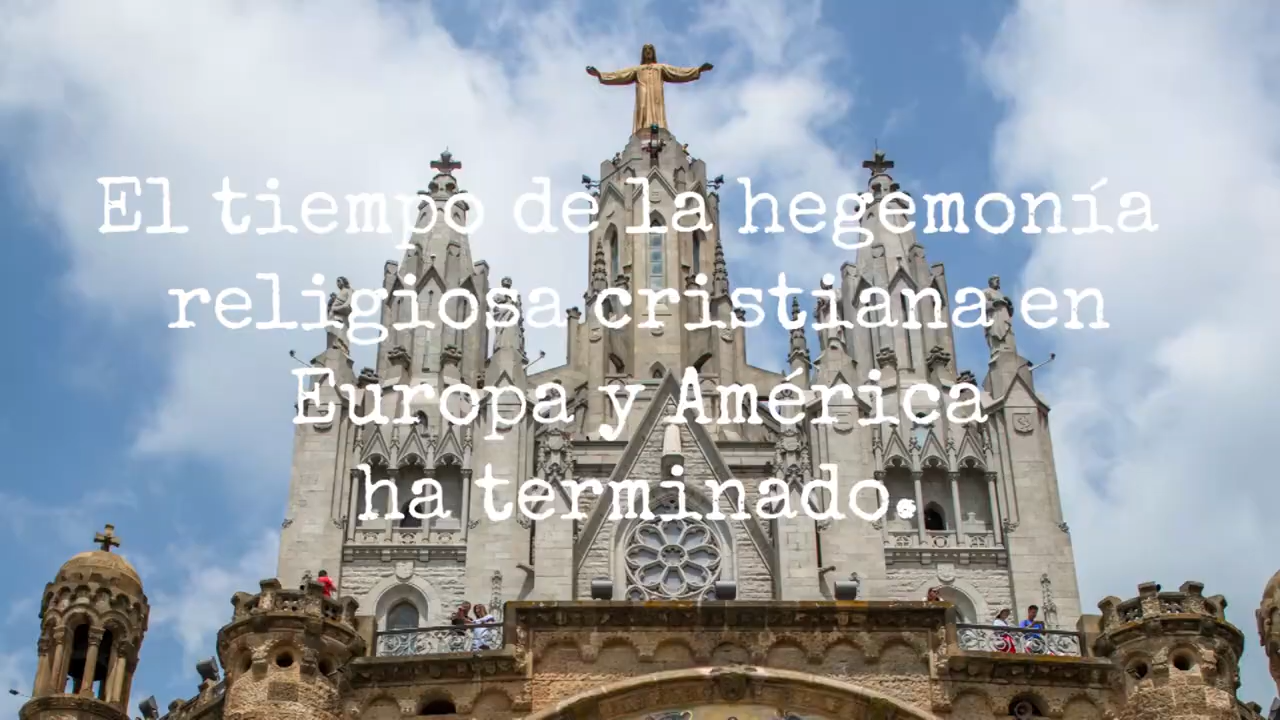 El tiempo de la hegemonía
religiosa cristiana en
Europa y América
ha terminado.